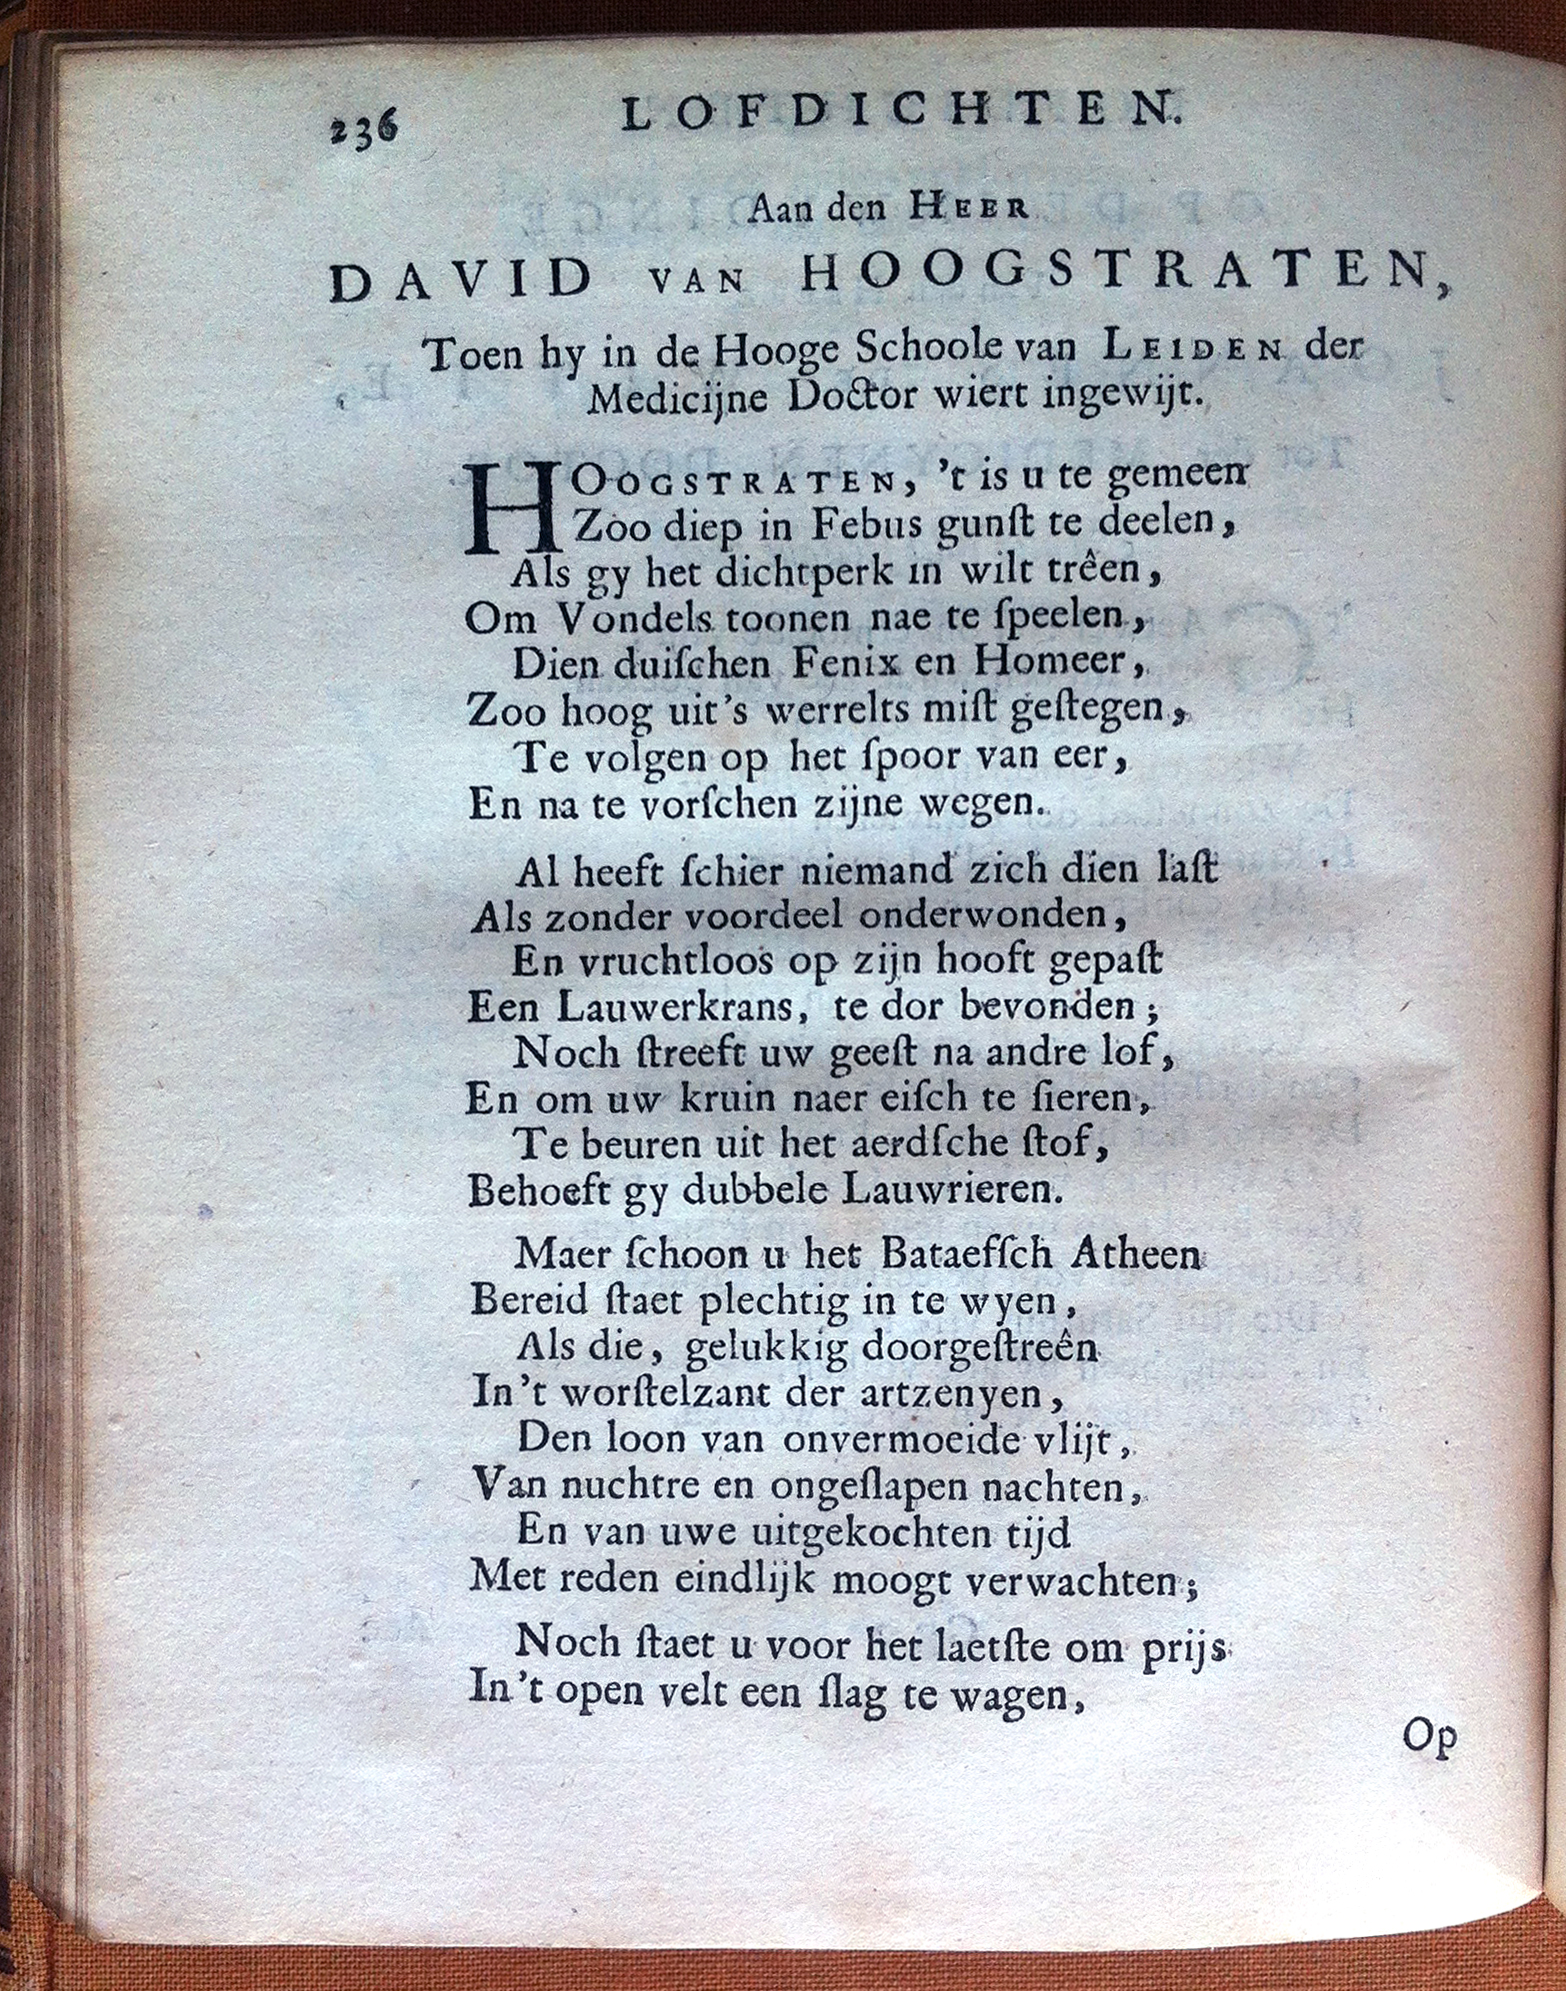 236 LOFDICHTEN.
Aan den HEER
DAVID VAN HOOGSTRATEN,
Toen hy in de Hooge Schoole van LEIDEN der
Medicijne Doctor wiert ingewijt.
HOOGSTRATEN, 't is u te gemeen
Zoo diep in Febus gunſt te deelen,
Als gy het dichtperk in wilt trêen,
Om Vondels toonen nae te ſpeelen,
Dien duiſchen Fenix en Homeer,
Zoo hoog uit's werrelts miſt geſtegen,
Te volgen op het ſpoor van eer,
En na te vorſchen zijne wegen.
Al heeft ſchier niemand zich dien laſt
Als zonder voordeel onderwonden,
En vruchtloos op zijn hooft gepaſt
Een Lauwerkrans, te dor bevonden;
Noch ſtreeft uw geeſt na andre lof,
En om uw kruin naer eiſch te ſieren,
Te beuren uit het aerdſche ſtof,
Behoeft gy dubbele Lauwrieren.
Maer ſchoon u het Bataefſch Atheen
Bereid ſtaet plechtig in te wyen,
Als die, gelukkig doorgeſtreên
In't worſtelzant der artzenyen,
Den loon van onvermoeide vlijt,
Van nuchtre en ongeſlapen nachten,
En van uwe uitgekochten tijd
Met reden eindlijk moogt verwachten;
Noch ſtaet u voor het laetſte om prijs
In't open velt een ſlag te wagen,
Op